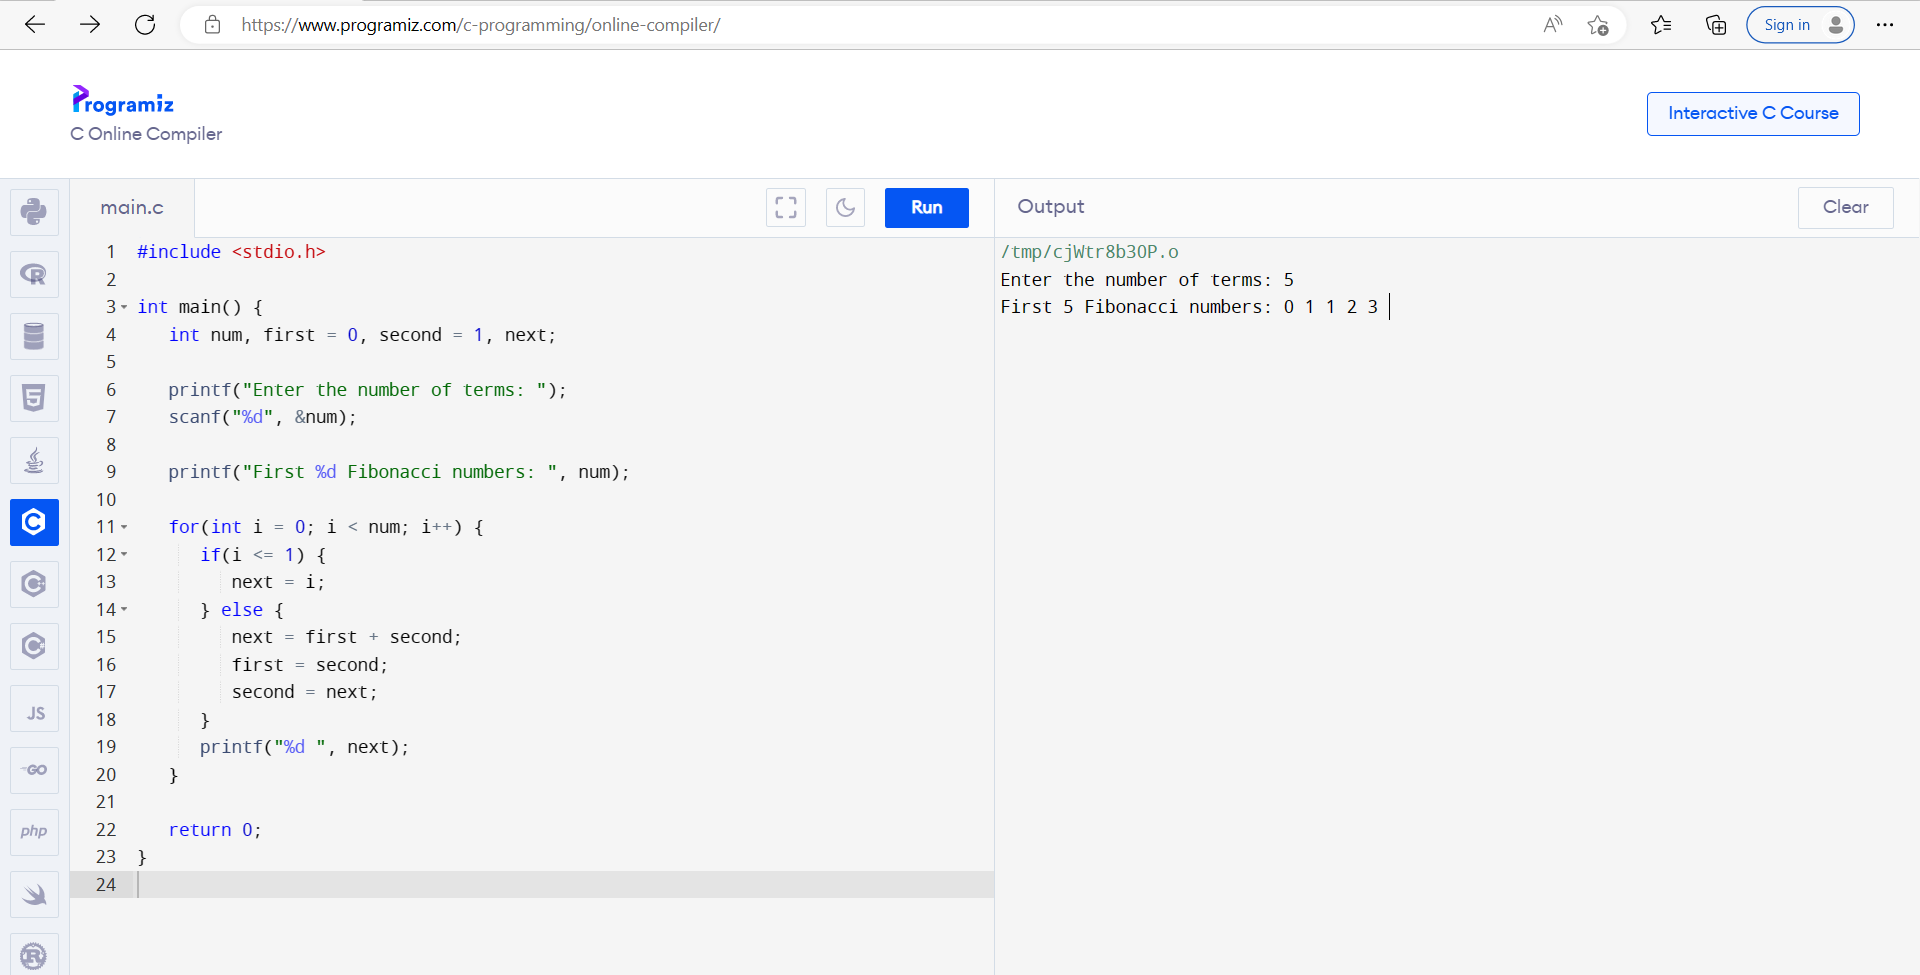 https://www.programiz.com/c-programming/online-compiler/
Sign in
Programiz
C Online Compiler
Interactive C Course
main.c
Run
Output
Clear
1 #include <stdio.h>
2
3 int main() {
4    int num, first = 0, second = 1, next;
5
6    printf("Enter the number of terms: ");
7    scanf("%d", &num);
8
9    printf("First %d Fibonacci numbers: ", num);
10
11    for(int i = 0; i < num; i++) {
12       if(i <= 1) {
13          next = i;
14       } else {
15          next = first + second;
16          first = second;
17          second = next;
18       }
19       printf("%d ", next);
20    }
21
22    return 0;
23 }
24
/tmp/cjWtr8b3OP.o
Enter the number of terms: 5
First 5 Fibonacci numbers: 0 1 1 2 3
R
5
C
C
C
JS
GO
php
R